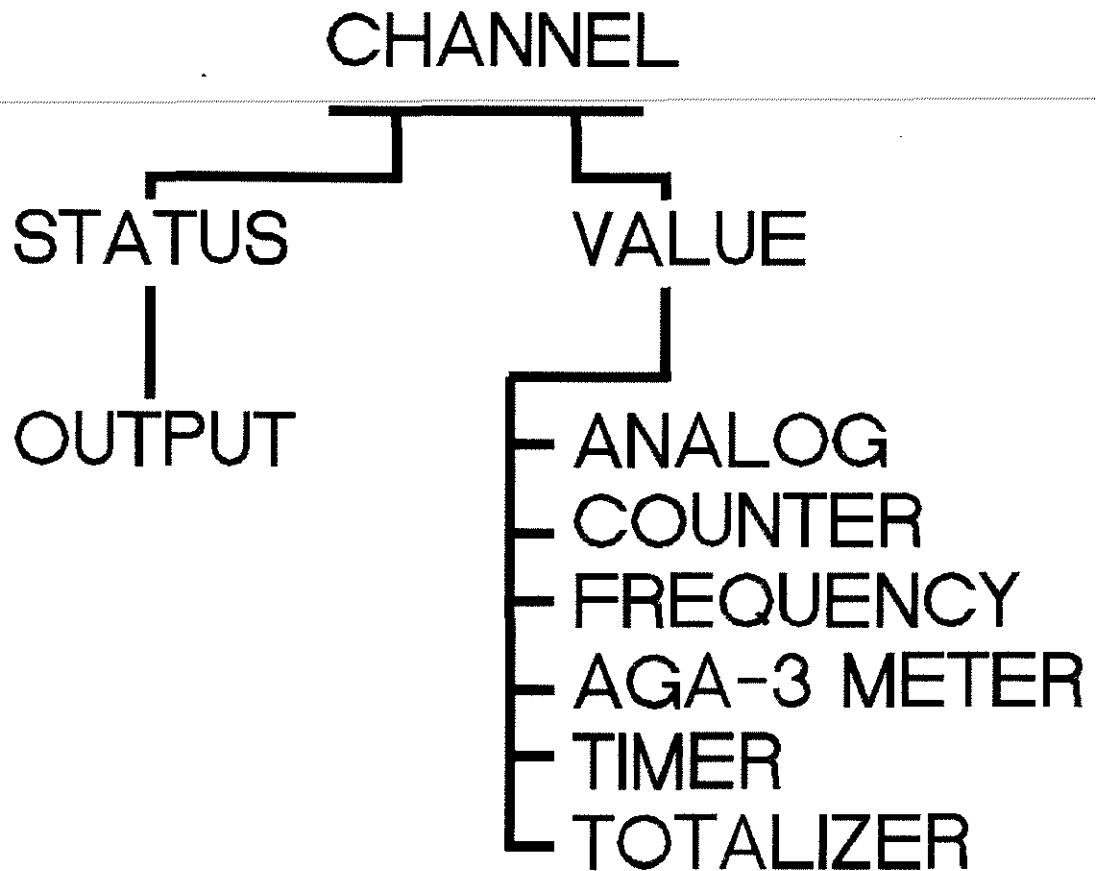 CHANNEL
STATUS
VALUE
OUTPUT
ANALOG
COUNTER
FREQUENCY
AGA-3 METER
TIMER
TOTALIZER